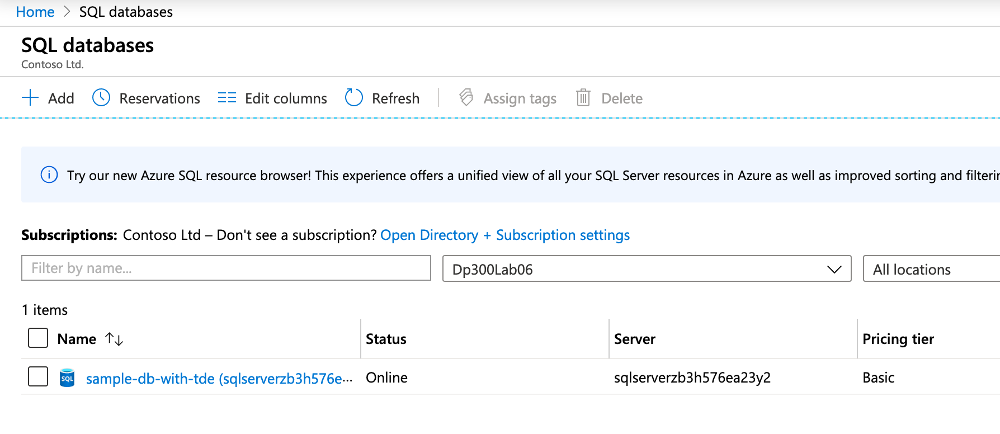 Home > SQL databases
SQL databases
Contoso Ltd.
Add Reservations Edit columns Refresh Assign tags Delete
Try our new Azure SQL resource browser! This experience offers a unified view of all your SQL Server resources in Azure as well as improved sorting and filterin
Subscriptions: Contoso Ltd – Don't see a subscription? Open Directory + Subscription settings
Filter by name... Dp300Lab06 All locations
1 items
Name Status Server Pricing tier
SQL sample-db-with-tde (sqlserverzb3h576e... Online sqlserverzb3h576ea23y2 Basic